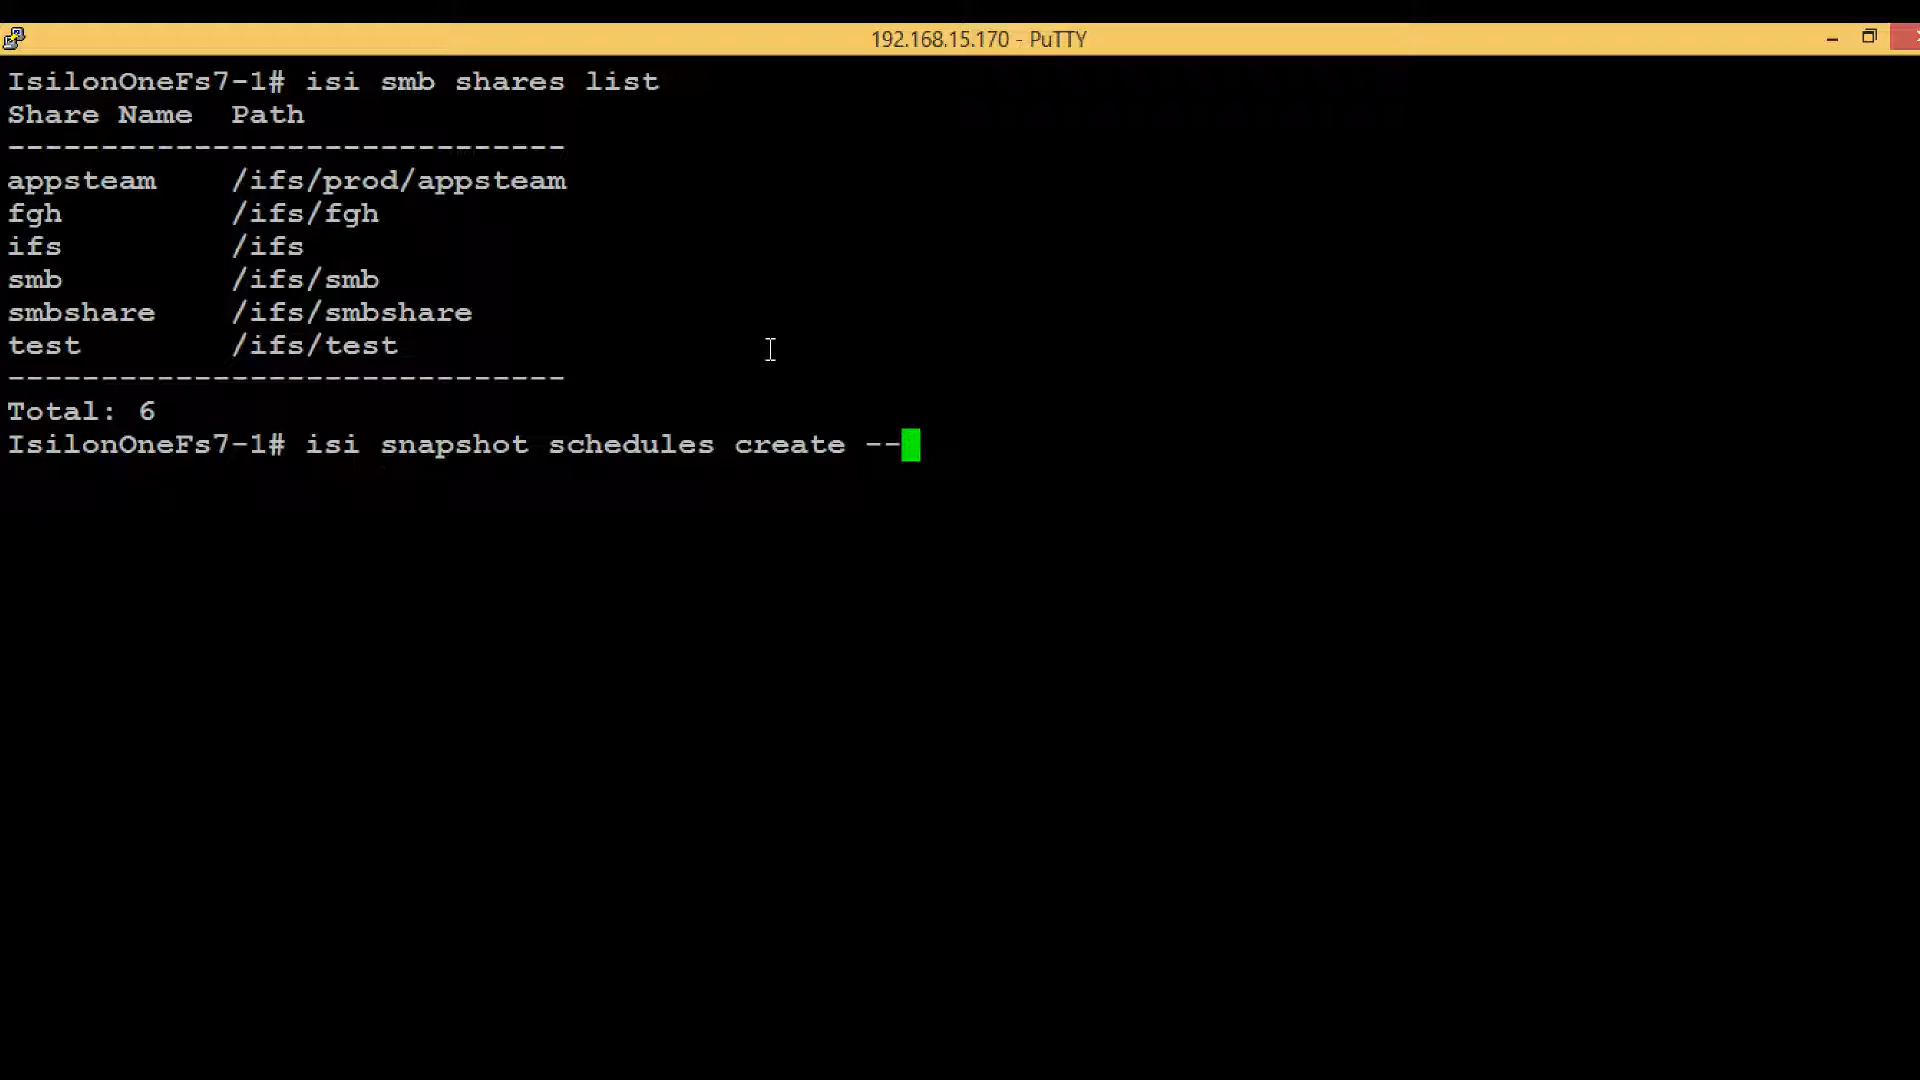 192.168.15.170 - PuTTY
IsilonOneFs7-1# isi smb shares list
Share Name  Path
------------------------------
appsteam    /ifs/prod/appsteam
fgh         /ifs/fgh
ifs         /ifs
smb         /ifs/smb
smbshare    /ifs/smbshare
test        /ifs/test
------------------------------
Total: 6
IsilonOneFs7-1# isi snapshot schedules create --